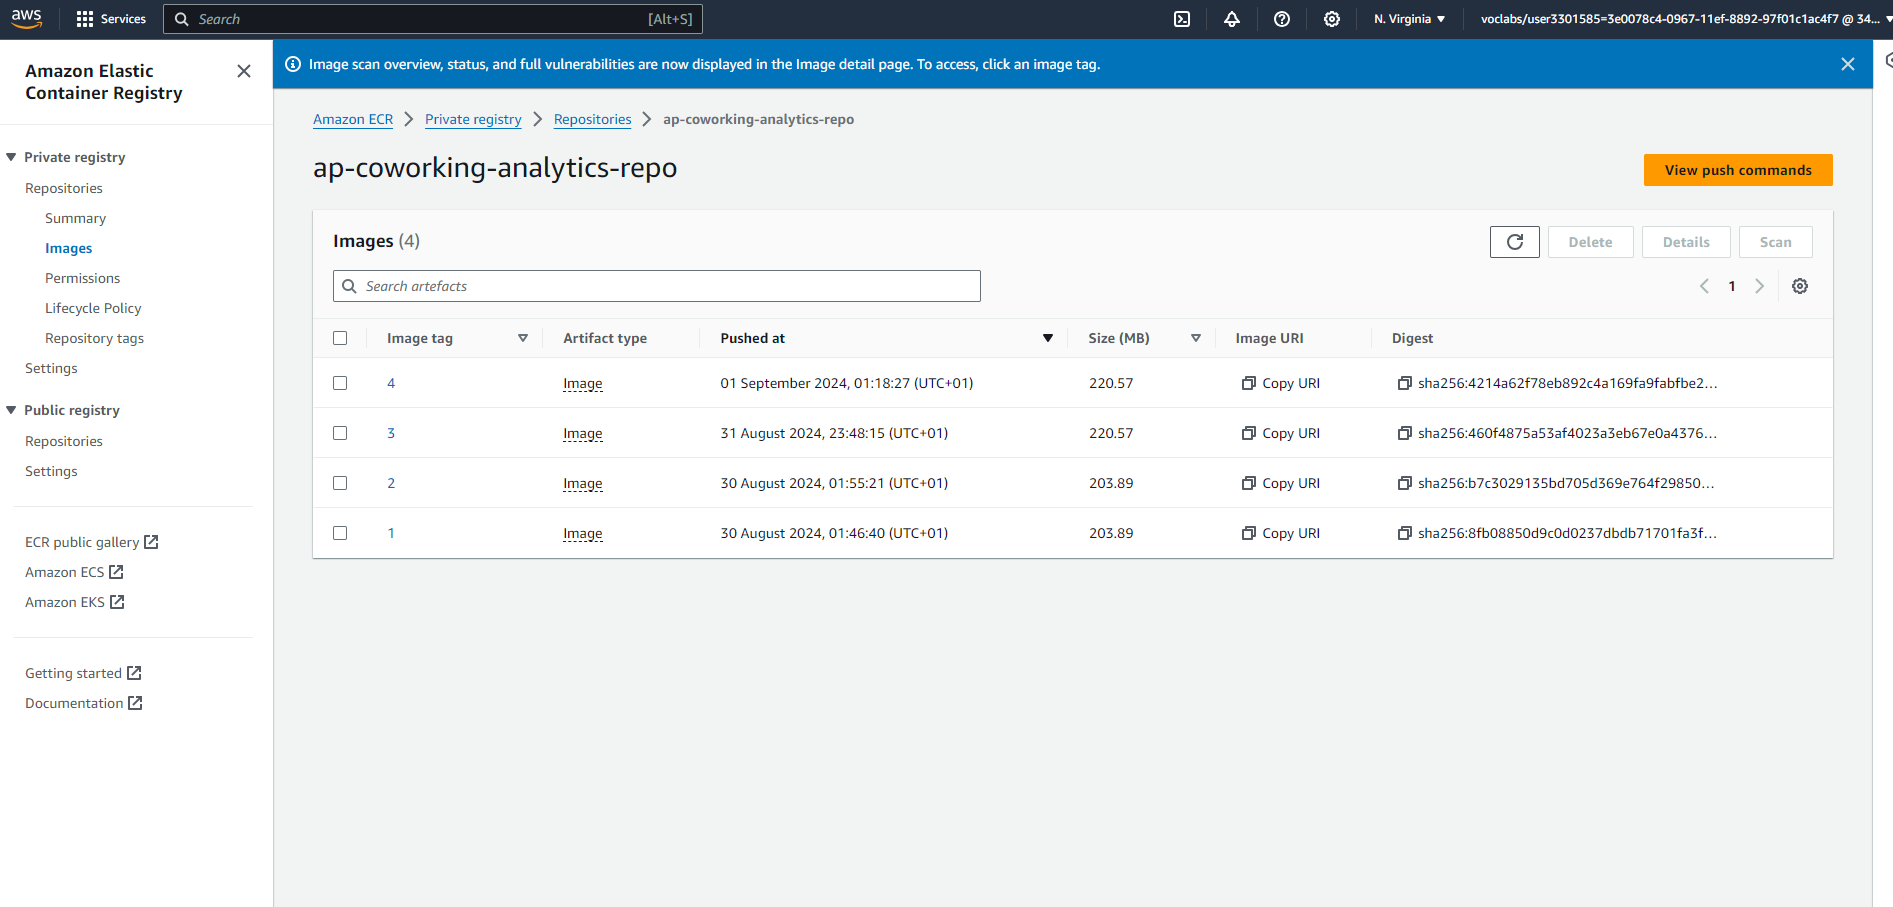 aws
Services
Search [Alt+S]
N. Virginia
voclabs/user3301585=3e0078c4-0967-11ef-8892-97f01c1ac4f7 @ 34...
Amazon Elastic
Container Registry
Private registry
Repositories
Summary
Images
Permissions
Lifecycle Policy
Repository tags
Settings
Public registry
Repositories
Settings
ECR public gallery
Amazon ECS
Amazon EKS
Getting started
Documentation
Image scan overview, status, and full vulnerabilities are now displayed in the Image detail page. To access, click an image tag.
Amazon ECR > Private registry > Repositories > ap-coworking-analytics-repo
ap-coworking-analytics-repo
View push commands
Images (4)
Delete Details Scan
Search artefacts
1
Image tag Artifact type Pushed at Size (MB) Image URI Digest
4 Image 01 September 2024, 01:18:27 (UTC+01) 220.57 Copy URI sha256:4214a62f78eb892c4a169fa9fabfbe2...
3 Image 31 August 2024, 23:48:15 (UTC+01) 220.57 Copy URI sha256:460f4875a53af4023a3eb67e0a4376...
2 Image 30 August 2024, 01:55:21 (UTC+01) 203.89 Copy URI sha256:b7c3029135bd705d369e764f29850...
1 Image 30 August 2024, 01:46:40 (UTC+01) 203.89 Copy URI sha256:8fb08850d9c0d0237dbdb71701fa3f...